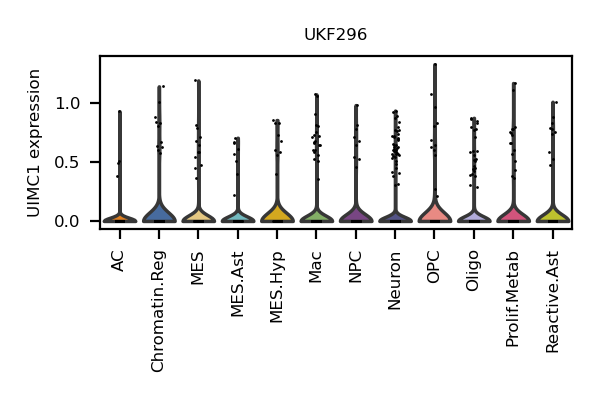 UKF296
UIMC1 expression
1.0
0.5
0.0
AC
Chromatin.Reg
MES
MES.Ast
MES.Hyp
Mac
NPC
Neuron
OPC
Oligo
Prolif.Metab
Reactive.Ast